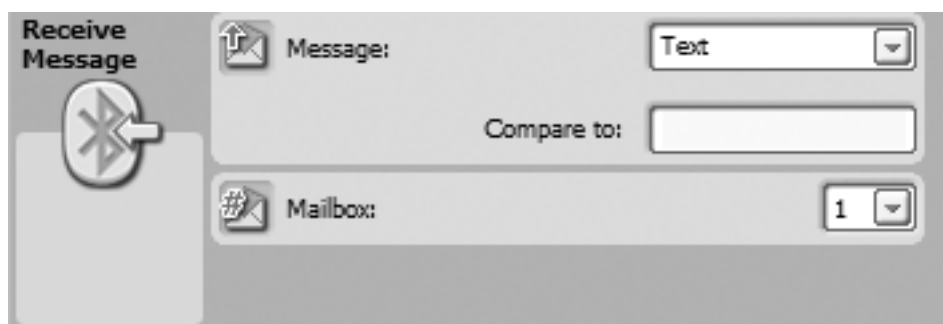 Receive
Message
Message:
Text
Compare to:
#
Mailbox:
1